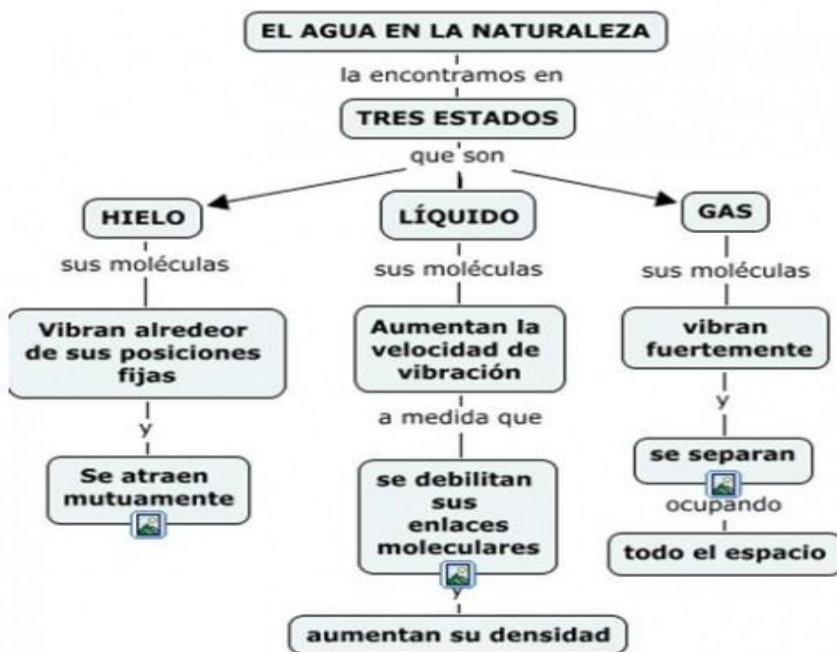 EL AGUA EN LA NATURALEZA
la encontramos en
TRES ESTADOS
que son
HIELO
sus moléculas
Vibran alredeor
de sus posiciones
fijas
y
Se atraen
mutuamente
LÍQUIDO
sus moléculas
Aumentan la
velocidad de
vibración
a medida que
se debilitan
sus
enlaces
moleculares
y
aumentan su densidad
GAS
sus moléculas
vibran
fuertemente
y
se separan
ocupando
todo el espacio